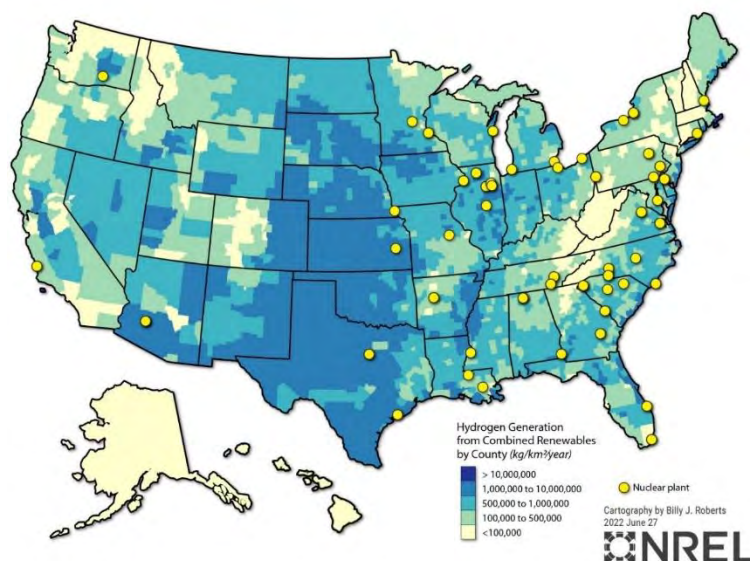 Hydrogen Generation
from Combined Renewables
by County (kg/km²/year)
> 10,000,000
1,000,000 to 10,000,000
500,000 to 1,000,000
100,000 to 500,000
<100,000
Nuclear plant
Cartography by Billy J. Roberts
2022 June 27
NREL